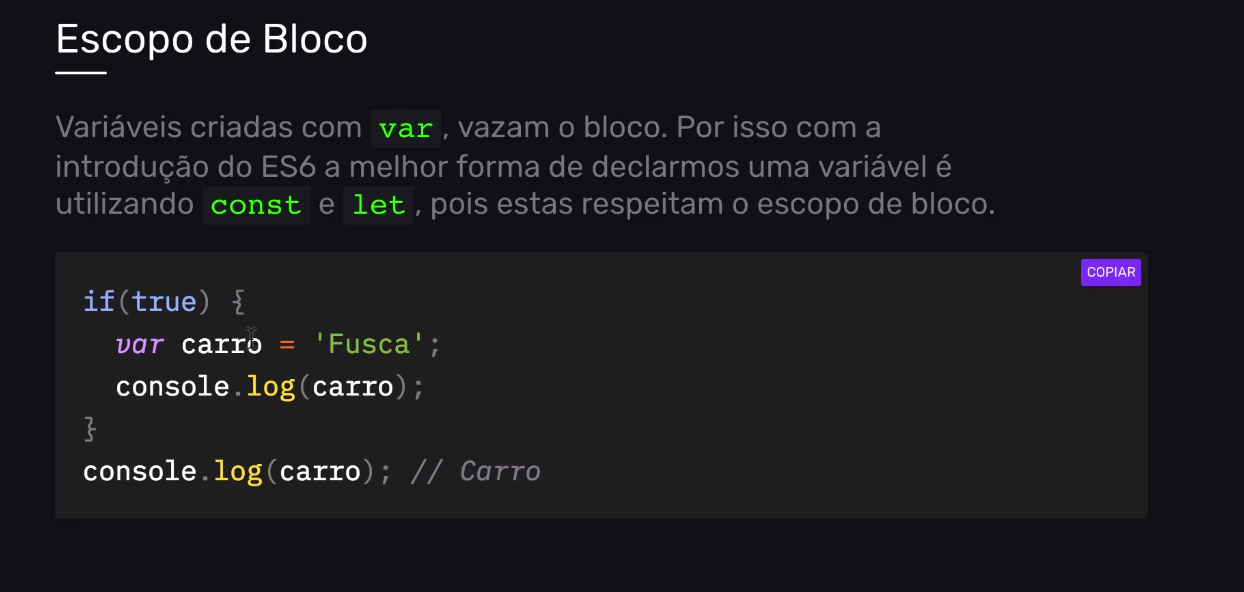 Escopo de Bloco
Variáveis criadas com var, vazam o bloco. Por isso com a
introdução do ES6 a melhor forma de declarmos uma variável é
utilizando const e let, pois estas respeitam o escopo de bloco.
COPIAR
if(true) {
  var carro = 'Fusca';
  console.log(carro);
}
console.log(carro); // Carro